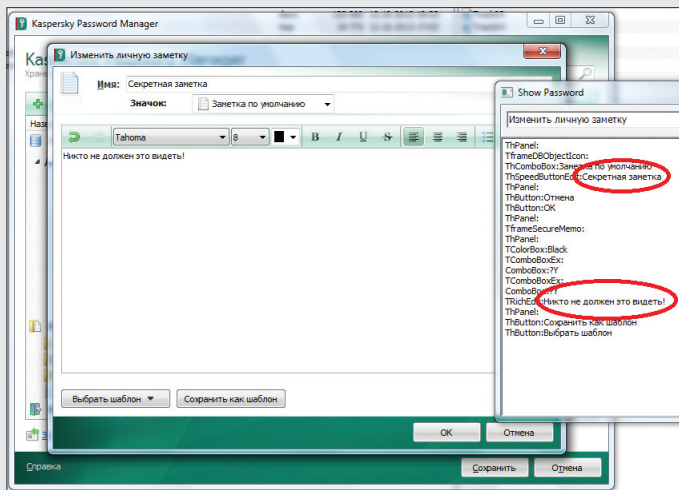 Kaspersky Password Manager
Изменить личную заметку
Имя: Секретная заметка
Значок: Заметка по умолчанию
Tahoma 8 B I U S
Никто не должен это видеть!
Выбрать шаблон Сохранить как шаблон
OK Отмена
Справка Сохранить Отмена
Show Password
Изменить личную заметку
ThPanel:
TframeDBObjectIcon:
ThComboBox:Заметка по умолчанию
ThSpeedButtonEdit:Секретная заметка
ThPanel:
ThButton:Отмена
ThButton:OK
ThPanel:
TframeSecureMemo:
ThPanel:
TColorBox:Black
TComboBoxEx:
ComboBox:?Y
TComboBoxEx:
ComboBox:?Y
TRichEdit:Никто не должен это видеть!
ThPanel:
ThButton:Сохранить как шаблон
ThButton:Выбрать шаблон